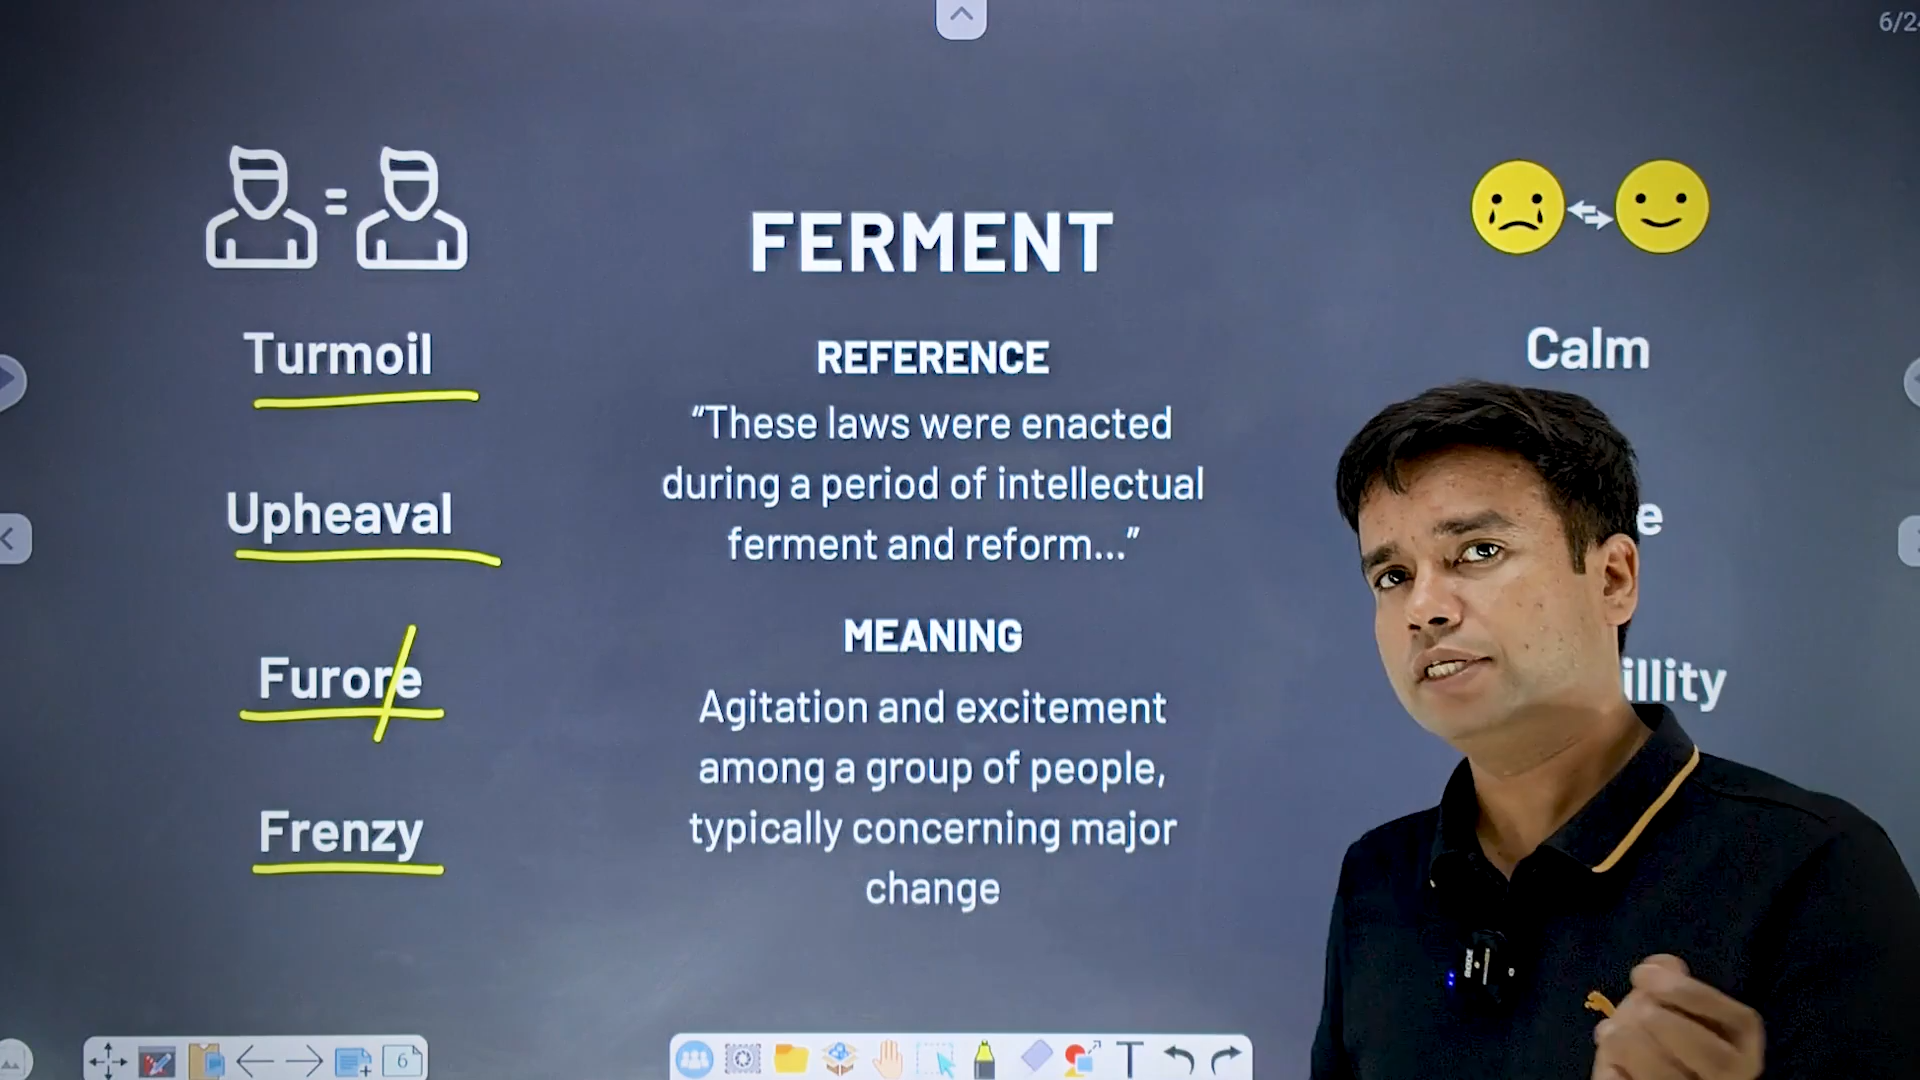 FERMENT
Turmoil
Upheaval
Furore
Frenzy
REFERENCE
“These laws were enacted
during a period of intellectual
ferment and reform...”
MEANING
Agitation and excitement
among a group of people,
typically concerning major
change
Calm
6
RODE